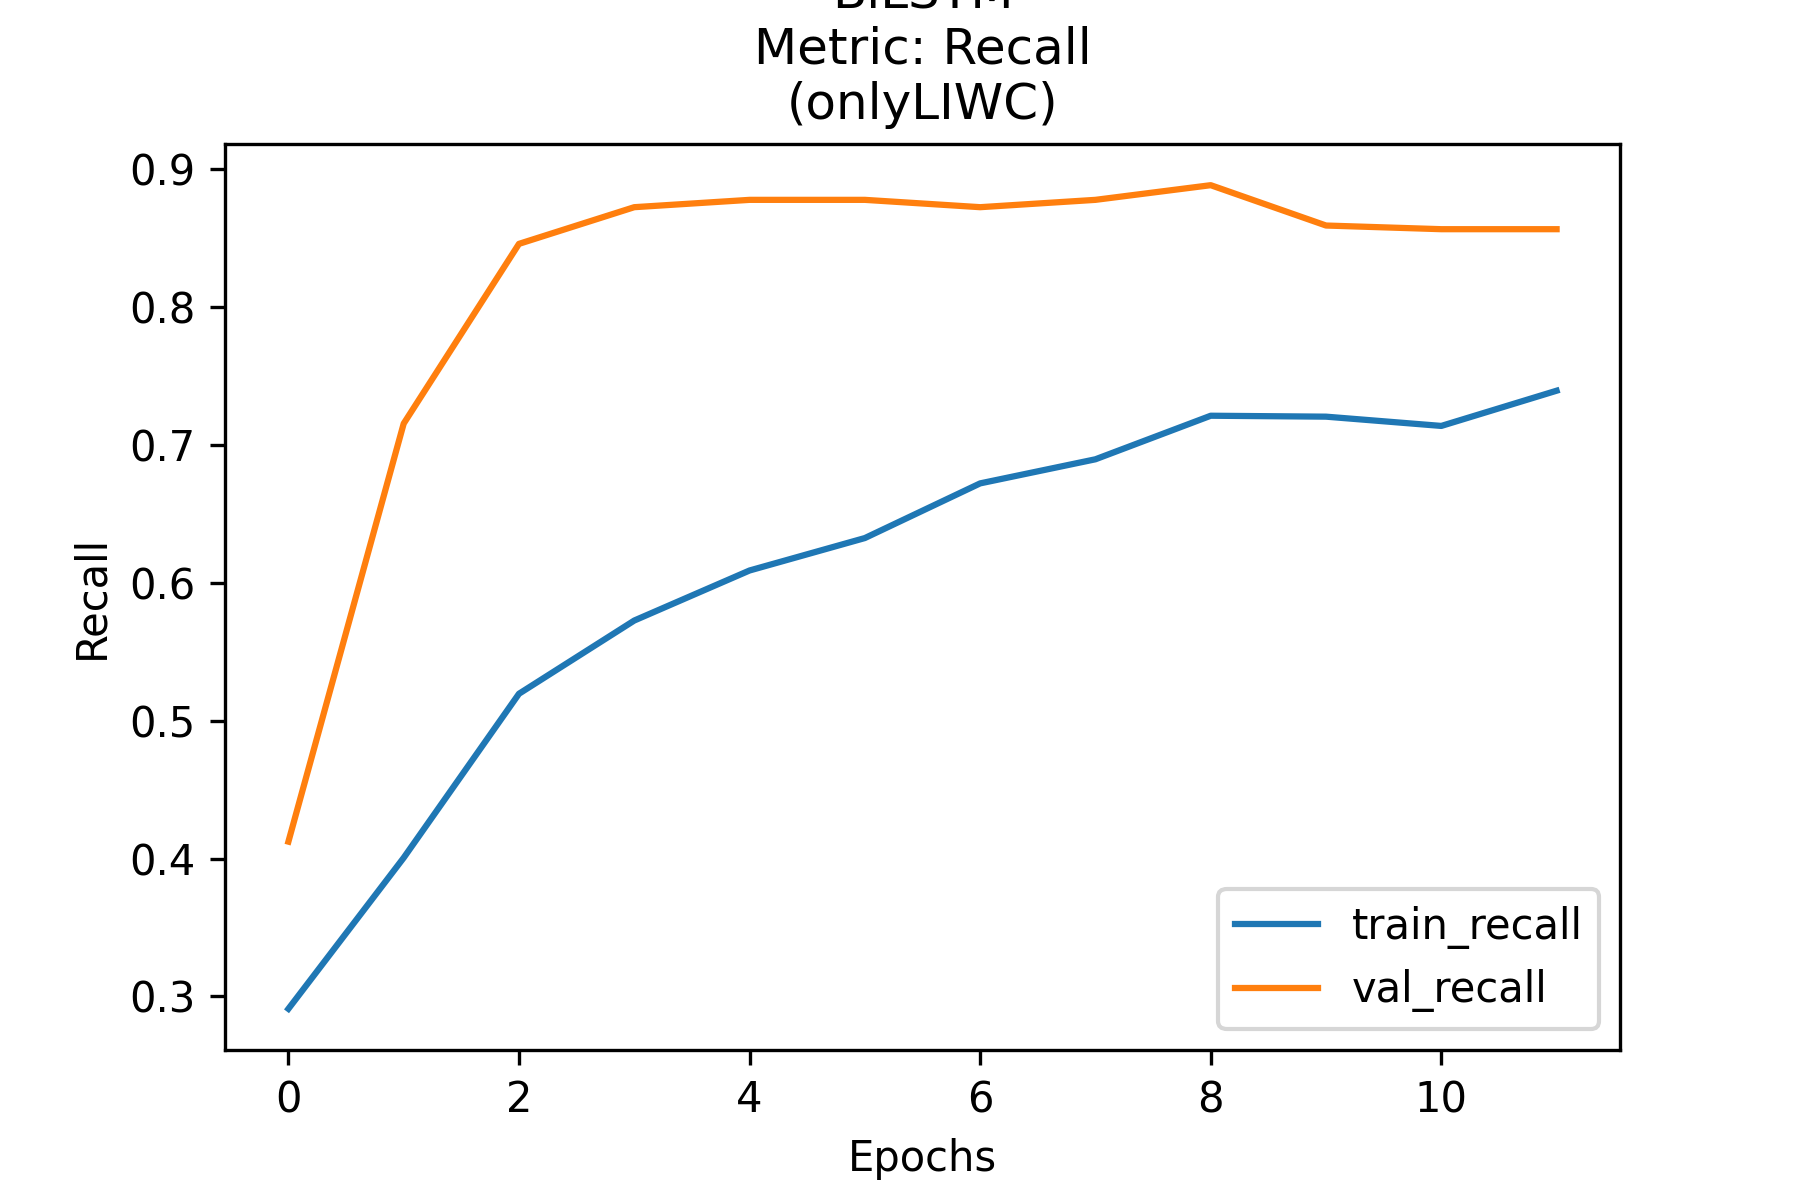 BiLSTM
Metric: Recall
(onlyLIWC)
0.9
0.8
0.7
0.6
0.5
0.4
0.3
Recall
train_recall
val_recall
0 2 4 6 8 10
Epochs